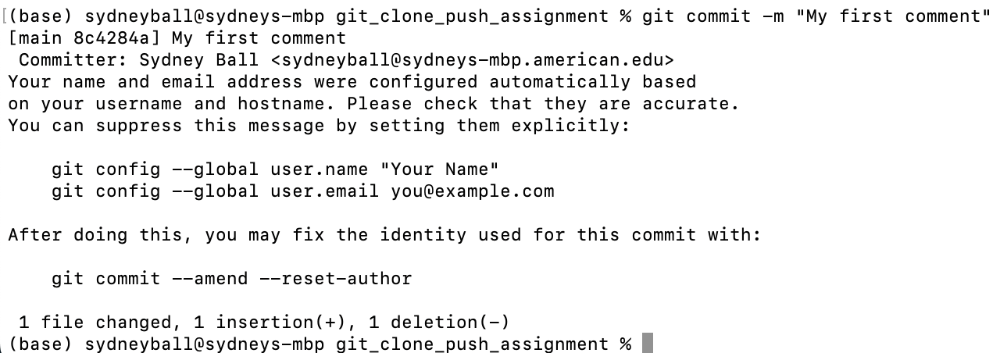 (base) sydneyball@sydneys-mbp git_clone_push_assignment % git commit -m "My first comment"
[main 8c4284a] My first comment
 Committer: Sydney Ball <sydneyball@sydneys-mbp.american.edu>
Your name and email address were configured automatically based
on your username and hostname. Please check that they are accurate.
You can suppress this message by setting them explicitly:

    git config --global user.name "Your Name"
    git config --global user.email you@example.com

After doing this, you may fix the identity used for this commit with:

    git commit --amend --reset-author

 1 file changed, 1 insertion(+), 1 deletion(-)
(base) sydneyball@sydneys-mbp git_clone_push_assignment %